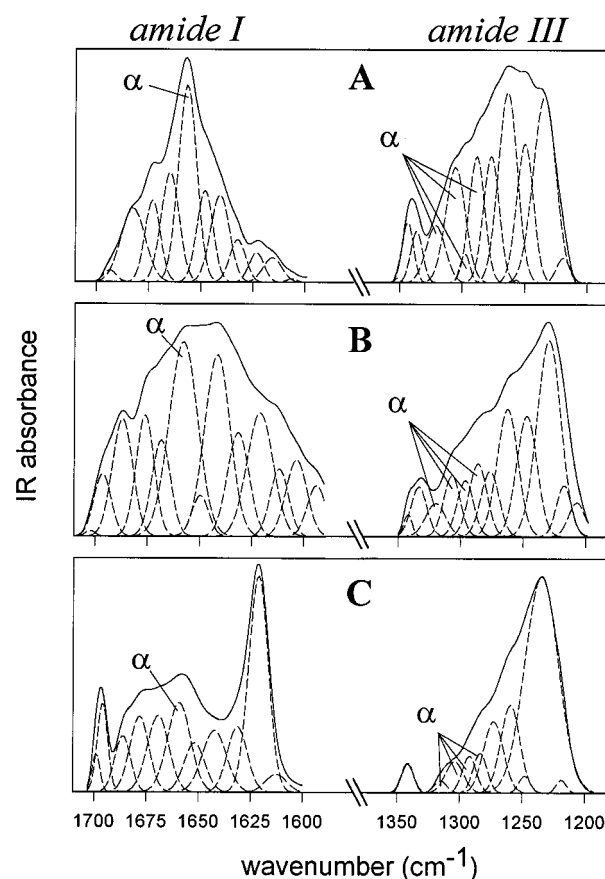 amide I
amide III
A
α
α
B
α
α
C
α
α
IR absorbance
1700 1675 1650 1625 1600
1350 1300 1250 1200
wavenumber (cm-1)